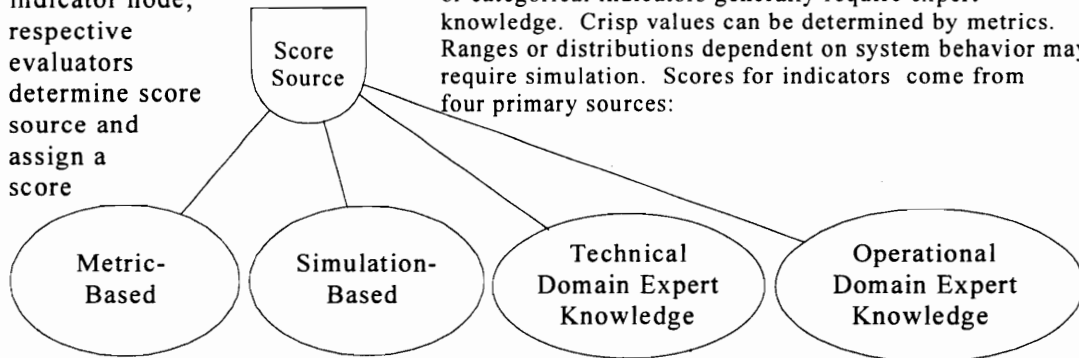 indicator node,
respective
evaluators
determine score
source and
assign a
score
Score
Source
or categorical indicators generally require expert
knowledge. Crisp values can be determined by metrics.
Ranges or distributions dependent on system behavior may
require simulation. Scores for indicators come from
four primary sources:
Metric-
Based
Simulation-
Based
Technical
Domain Expert
Knowledge
Operational
Domain Expert
Knowledge